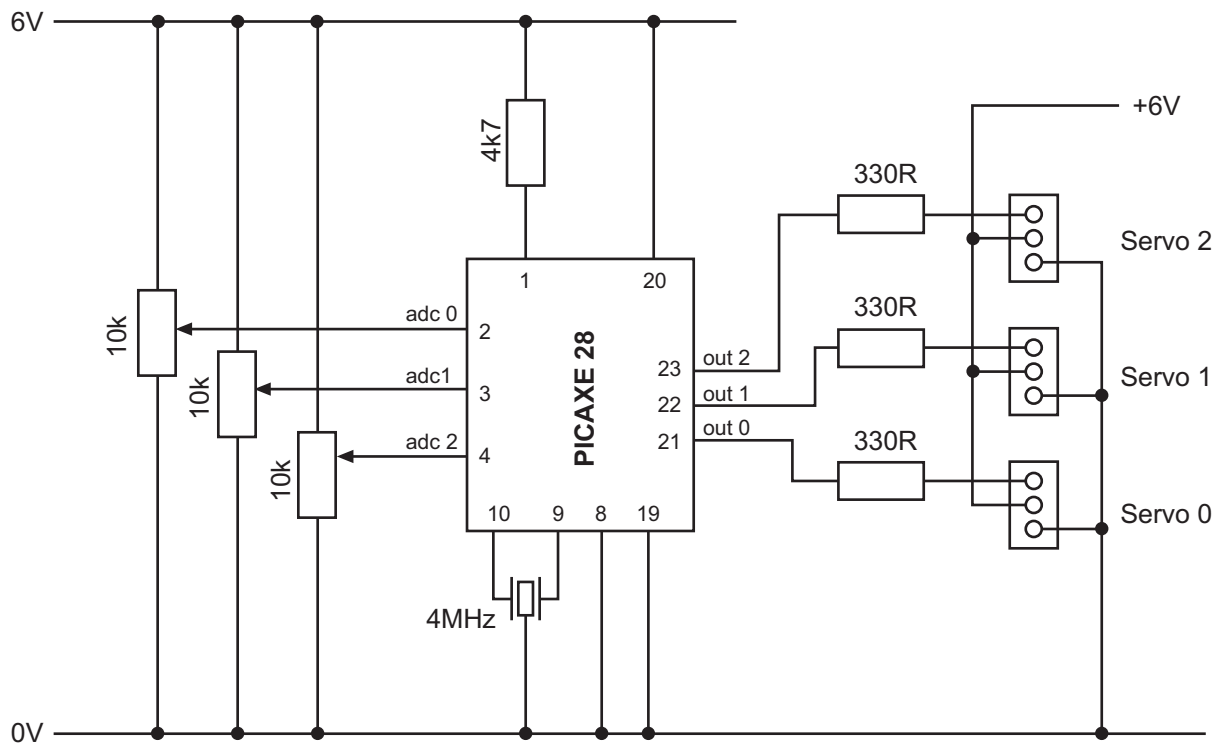 6V
+6V
4k7
330R
Servo 2
1
20
adc 0
2
10k
330R
PICAXE 28
23
out 2
adc1
3
10k
22
out 1
Servo 1
21
out 0
330R
adc 2
4
10k
10
9
8
19
Servo 0
4MHz
0V